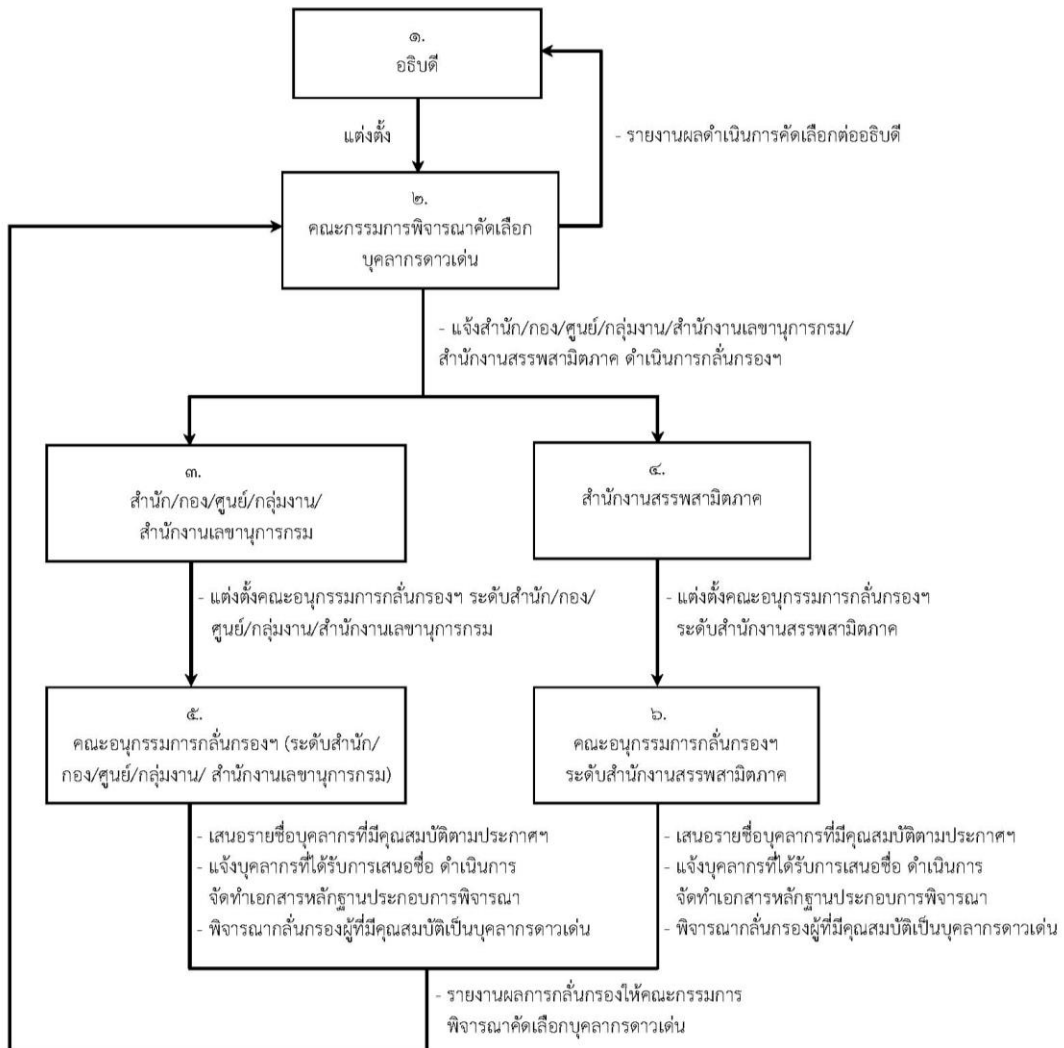 ๑.
อธิบดี
แต่งตั้ง
- รายงานผลดำเนินการคัดเลือกต่ออธิบดี
๒.
คณะกรรมการพิจารณาคัดเลือก
บุคลากรดาวเด่น
- แจ้งสำนัก/กอง/ศูนย์/กลุ่มงาน/สำนักงานเลขานุการกรม/
สำนักงานสรรพสามิตภาค ดำเนินการกลั่นกรองฯ
๓.
สำนัก/กอง/ศูนย์/กลุ่มงาน/
สำนักงานเลขานุการกรม
๔.
สำนักงานสรรพสามิตภาค
- แต่งตั้งคณะอนุกรรมการกลั่นกรองฯ ระดับสำนัก/กอง/
ศูนย์/กลุ่มงาน/สำนักงานเลขานุการกรม
- แต่งตั้งคณะอนุกรรมการกลั่นกรองฯ
ระดับสำนักงานสรรพสามิตภาค
๕.
คณะอนุกรรมการกลั่นกรองฯ (ระดับสำนัก/
กอง/ศูนย์/กลุ่มงาน/ สำนักงานเลขานุการกรม)
๖.
คณะอนุกรรมการกลั่นกรองฯ
ระดับสำนักงานสรรพสามิตภาค
- เสนอรายชื่อบุคลากรที่มีคุณสมบัติตามประกาศฯ
- แจ้งบุคลากรที่ได้รับการเสนอชื่อ ดำเนินการ
จัดทำเอกสารหลักฐานประกอบการพิจารณา
- พิจารณากลั่นกรองผู้ที่มีคุณสมบัติเป็นบุคลากรดาวเด่น
- เสนอรายชื่อบุคลากรที่มีคุณสมบัติตามประกาศฯ
- แจ้งบุคลากรที่ได้รับการเสนอชื่อ ดำเนินการ
จัดทำเอกสารหลักฐานประกอบการพิจารณา
- พิจารณากลั่นกรองผู้ที่มีคุณสมบัติเป็นบุคลากรดาวเด่น
- รายงานผลการกลั่นกรองให้คณะกรรมการ
พิจารณาคัดเลือกบุคลากรดาวเด่น